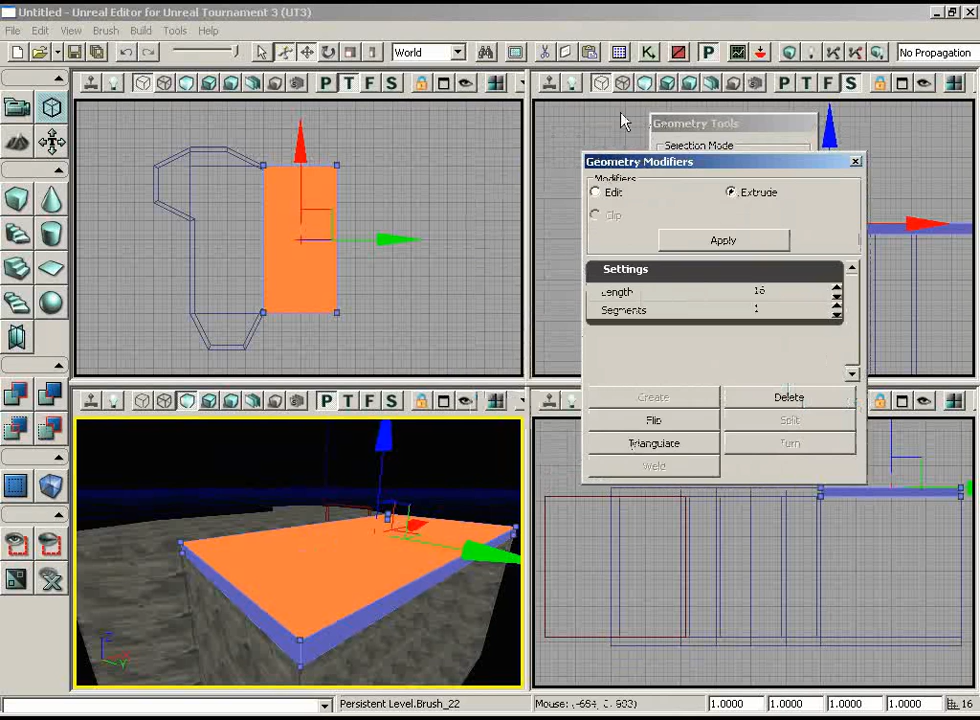 Untitled - Unreal Editor for Unreal Tournament 3 (UT3)
File Edit View Brush Build Tools Help
World
No Propagation
P T F S
P T F S
Geometry Tools
Selection Mode
Geometry Modifiers
Modifiers
Edit Extrude
Clip
Apply
Settings
Length 16
Segments 1
P T F S
Create Delete
Flip Split
Triangulate Turn
Weld
Z X Y
Persistent Level.Brush_22
1.0000 1.0000 1.0000 1.0000 16